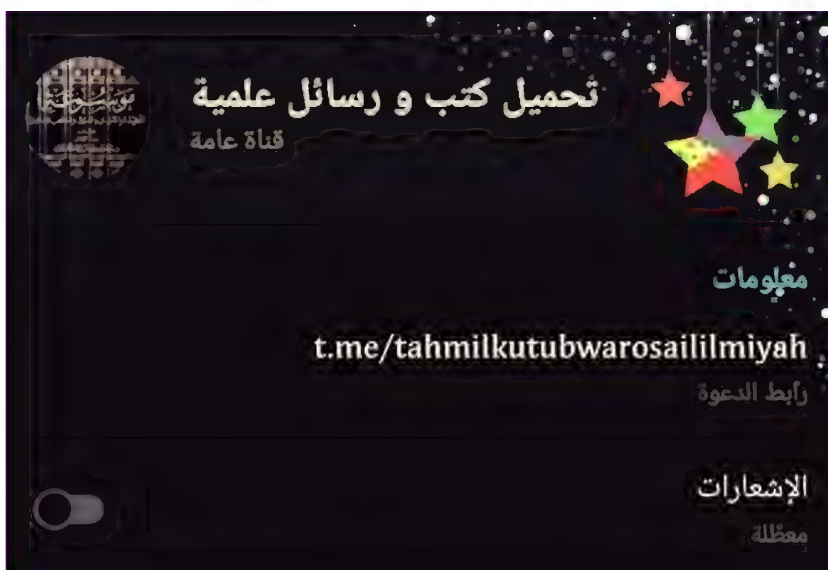 تحميل كتب و رسائل علمية
قناة عامة
معلومات
t.me/tahmilkutubwarosaililmiyah
رابط الدعوة
الإشعارات
معطلة